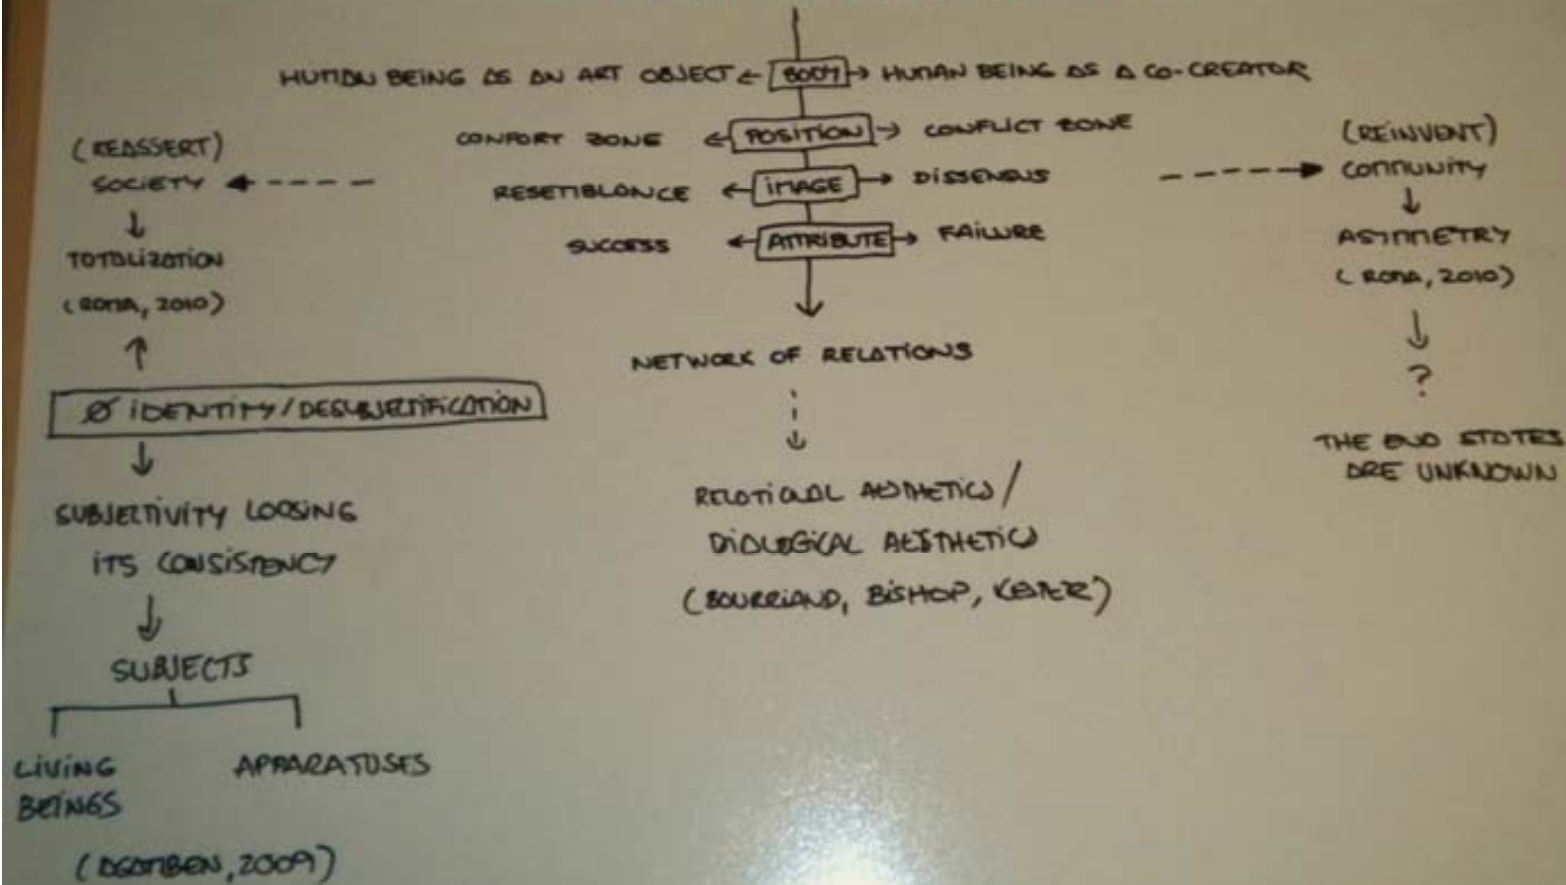 HUMAN BEING AS AN ART OBJECT ← BODY → HUMAN BEING AS A CO-CREATOR
CONFORT ZONE ← POSITION → CONFLICT ZONE
RESEMBLANCE ← IMAGE → DISSENSUS
SUCCESS ← ATTRIBUTE → FAILURE
NETWORK OF RELATIONS
RELATIONAL AESTHETICS /
DIALOGICAL AESTHETICS
(BOURRIAUD, BISHOP, KESTER)
(REASSERT)
SOCIETY
TOTALIZATION
(ROMA, 2010)
Ø IDENTITY/DESUBJECTIFICATION
SUBJECTIVITY LOOSING
ITS CONSISTENCY
SUBJECTS
LIVING
BEINGS
APPARATUSES
(AGAMBEN, 2009)
(REINVENT)
COMMUNITY
ASYMMETRY
(ROMA, 2010)
?
THE END STATES
ARE UNKNOWN